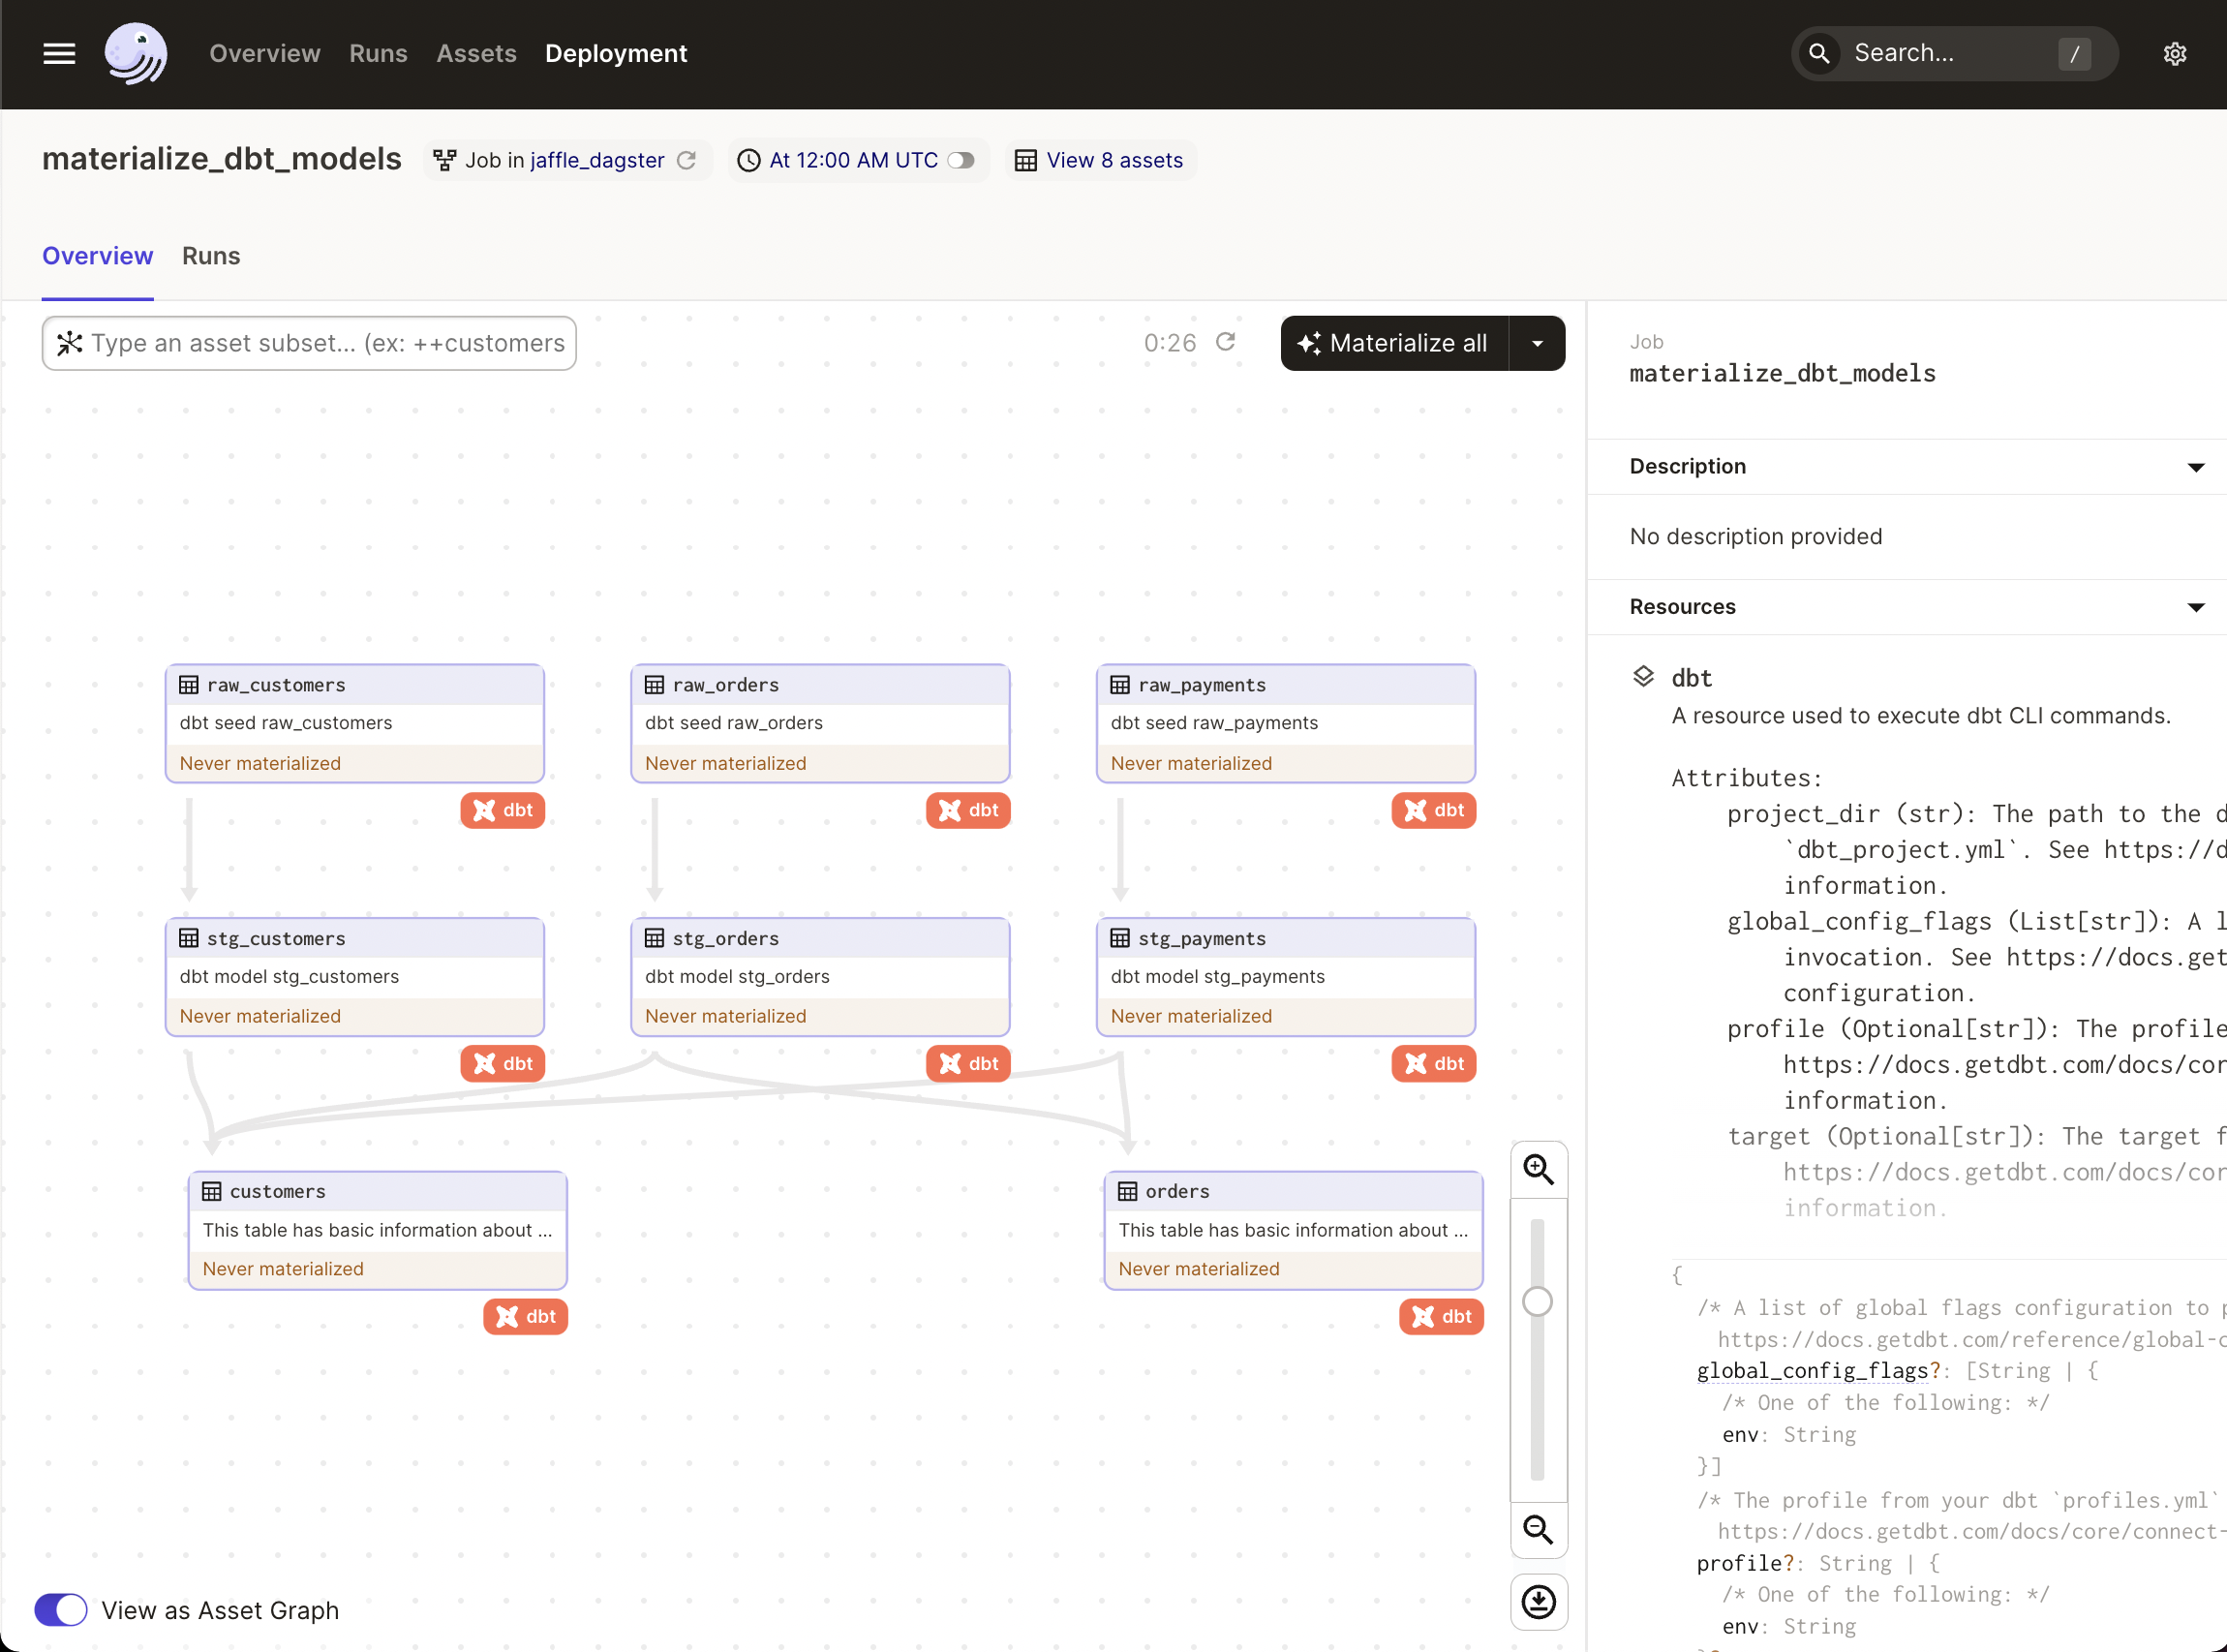 Overview Runs Assets Deployment
Search... /
materialize_dbt_models Job in jaffle_dagster At 12:00 AM UTC View 8 assets
Overview Runs
Type an asset subset… (ex: ++customers
0:26
Materialize all
raw_customers
dbt seed raw_customers
Never materialized
dbt
raw_orders
dbt seed raw_orders
Never materialized
dbt
raw_payments
dbt seed raw_payments
Never materialized
dbt
stg_customers
dbt model stg_customers
Never materialized
dbt
stg_orders
dbt model stg_orders
Never materialized
dbt
stg_payments
dbt model stg_payments
Never materialized
dbt
customers
This table has basic information about ...
Never materialized
dbt
orders
This table has basic information about ...
Never materialized
dbt
View as Asset Graph
Job
materialize_dbt_models
Description
No description provided
Resources
dbt
A resource used to execute dbt CLI commands.
Attributes:
project_dir (str): The path to the
`dbt_project.yml`. See https://
information.
global_config_flags (List[str]): A
invocation. See https://docs.get
configuration.
profile (Optional[str]): The profile
https://docs.getdbt.com/docs/cor
information.
target (Optional[str]): The target
https://docs.getdbt.com/docs/cor
information.
{
/* A list of global flags configuration to
https://docs.getdbt.com/reference/global-c
global_config_flags?: [String | {
/* One of the following: */
env: String
}]
/* The profile from your dbt `profiles.yml`
https://docs.getdbt.com/docs/core/connect-
profile?: String | {
/* One of the following: */
env: String